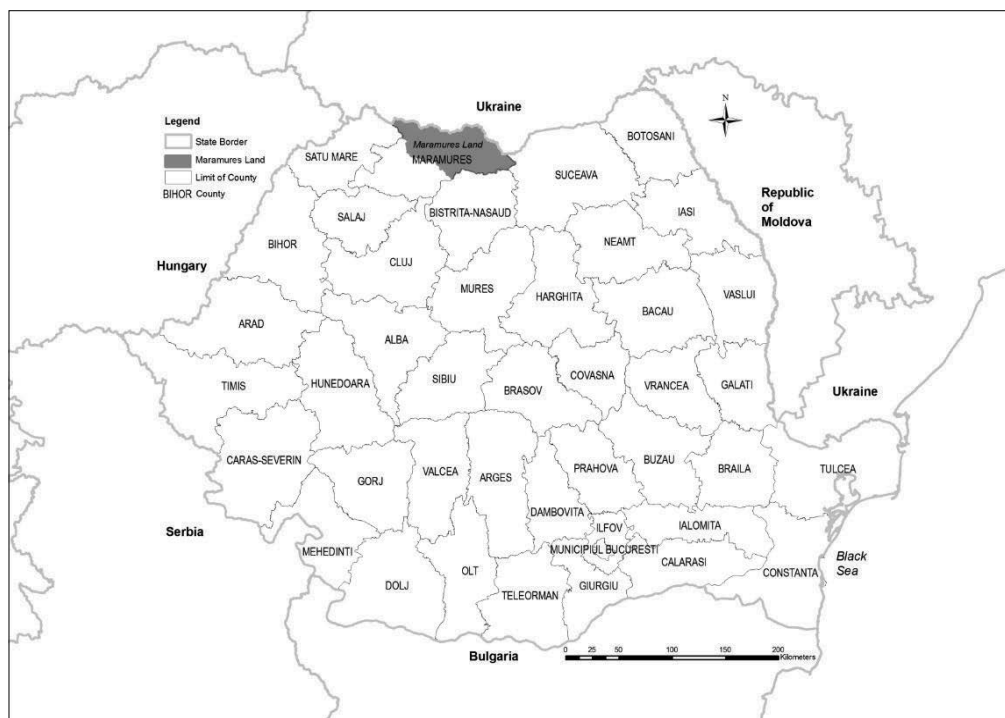 Ukraine
N
Legend
State Border
Maramures Land
Limit of County
BIHOR County
Maramures Land
MARAMURES
BOTOSANI
SATU MARE
SUCEAVA
Republic
of
Moldova
SALAJ
BISTRITA-NASAUD
IASI
BIHOR
NEAMT
CLUJ
Hungary
MURES
HARGHITA
VASLUI
BACAU
ARAD
ALBA
TIMIS
HUNEDOARA
SIBIU
BRASOV
COVASNA
VRANCEA
GALATI
Ukraine
CARAS-SEVERIN
GORJ
VALCEA
ARGES
PRAHOVA
BUZAU
BRAILA
TULCEA
DAMBOVITA
ILFOV
IALOMITA
Serbia
MEHEDINTI
MUNICIPIUL BUCURESTI
CALARASI
Black
Sea
CONSTANTA
DOLJ
OLT
TELEORMAN
GIURGIU
Bulgaria
0 25 50 100 150 200
Kilometers